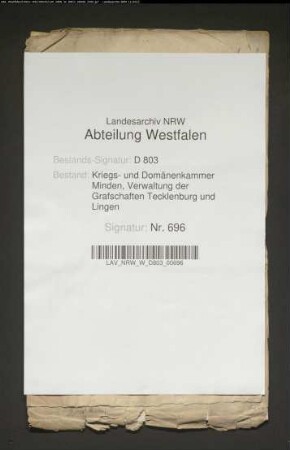 Landesarchiv NRW
Abteilung Westfalen
Bestands-Signatur: D 803
Bestand: Kriegs- und Domänenkammer
Minden, Verwaltung der
Grafschaften Tecklenburg und
Lingen
Signatur: Nr. 696
LAV_NRW_W_D803_00696